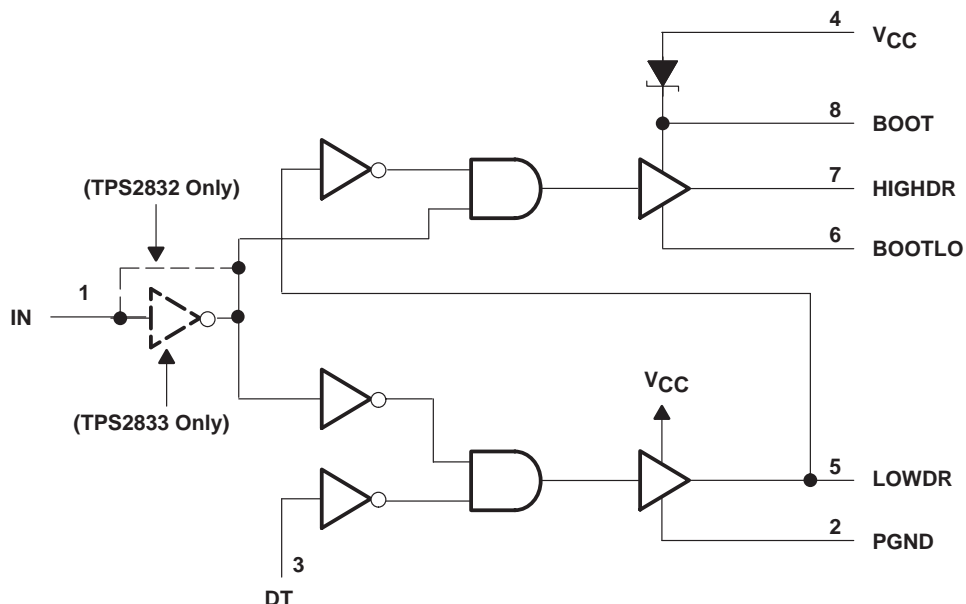 4
VCC
8
BOOT
(TPS2832 Only)
7
HIGHDR
6
BOOTLO
1
IN
VCC
(TPS2833 Only)
5
LOWDR
2
PGND
3
DT